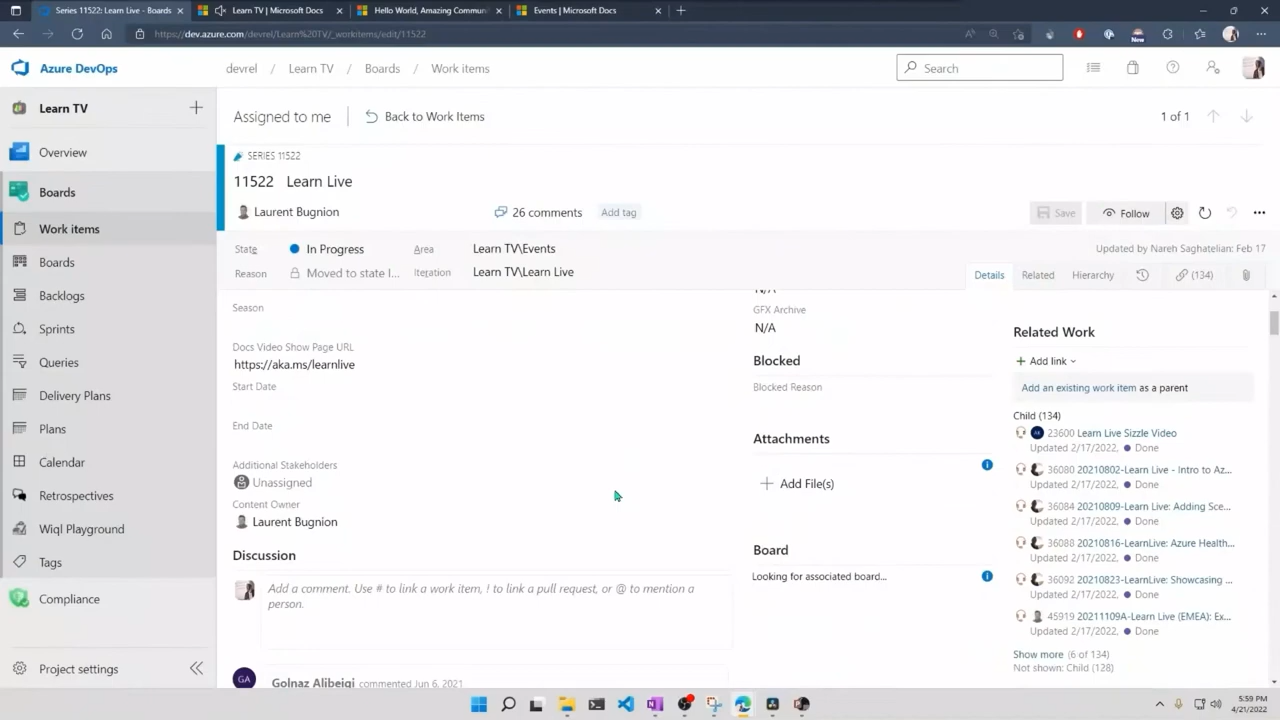 Series 11522: Learn Live - Boards
Learn TV | Microsoft Docs
Hello World, Amazing Commun
Events | Microsoft Docs
https://dev.azure.com/devrel/Learn%20TV/_workitems/edit/11522
New
Azure DevOps
devrel / Learn TV / Boards / Work items
Search
Learn TV
Overview
Boards
Work items
Boards
Backlogs
Sprints
Queries
Delivery Plans
Plans
Calendar
Retrospectives
Wiql Playground
Tags
Compliance
Project settings
Assigned to me
Back to Work Items
1 of 1
SERIES 11522
11522 Learn Live
Laurent Bugnion
26 comments
Add tag
Save
Follow
State
In Progress
Area
Learn TV\Events
Updated by Nareh Saghatelian: Feb 17
Reason
Moved to state I...
Iteration
Learn TV\Learn Live
Details
Related
Hierarchy
(134)
Season
Docs Video Show Page URL
https://aka.ms/learnlive
Start Date
End Date
Additional Stakeholders
Unassigned
Content Owner
Laurent Bugnion
Discussion
Add a comment. Use # to link a work item, ! to link a pull request, or @ to mention a
person.
GA
Golnaz Alibeigi commented Jun 6, 2021
N/A
GFX Archive
N/A
Blocked
Blocked Reason
Attachments
Add File(s)
Board
Looking for associated board...
Related Work
Add link
Add an existing work item as a parent
Child (134)
23600 Learn Live Sizzle Video
Updated 2/17/2022, Done
36080 20210802-Learn Live - Intro to Az...
Updated 2/17/2022, Done
36084 20210809-Learn Live: Adding Sce...
Updated 2/17/2022, Done
36088 20210816-LearnLive: Azure Health...
Updated 2/17/2022, Done
36092 20210823-LearnLive: Showcasing ...
Updated 2/17/2022, Done
45919 20211109A-Learn Live (EMEA): Ex...
Updated 2/17/2022, Done
Show more (6 of 134)
Not shown: Child (128)
5:59 PM
4/21/2022